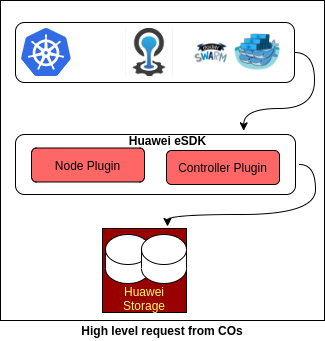 docker
SWARM
Huawei eSDK
Node Plugin
Controller Plugin
Huawei
Storage
High level request from COs